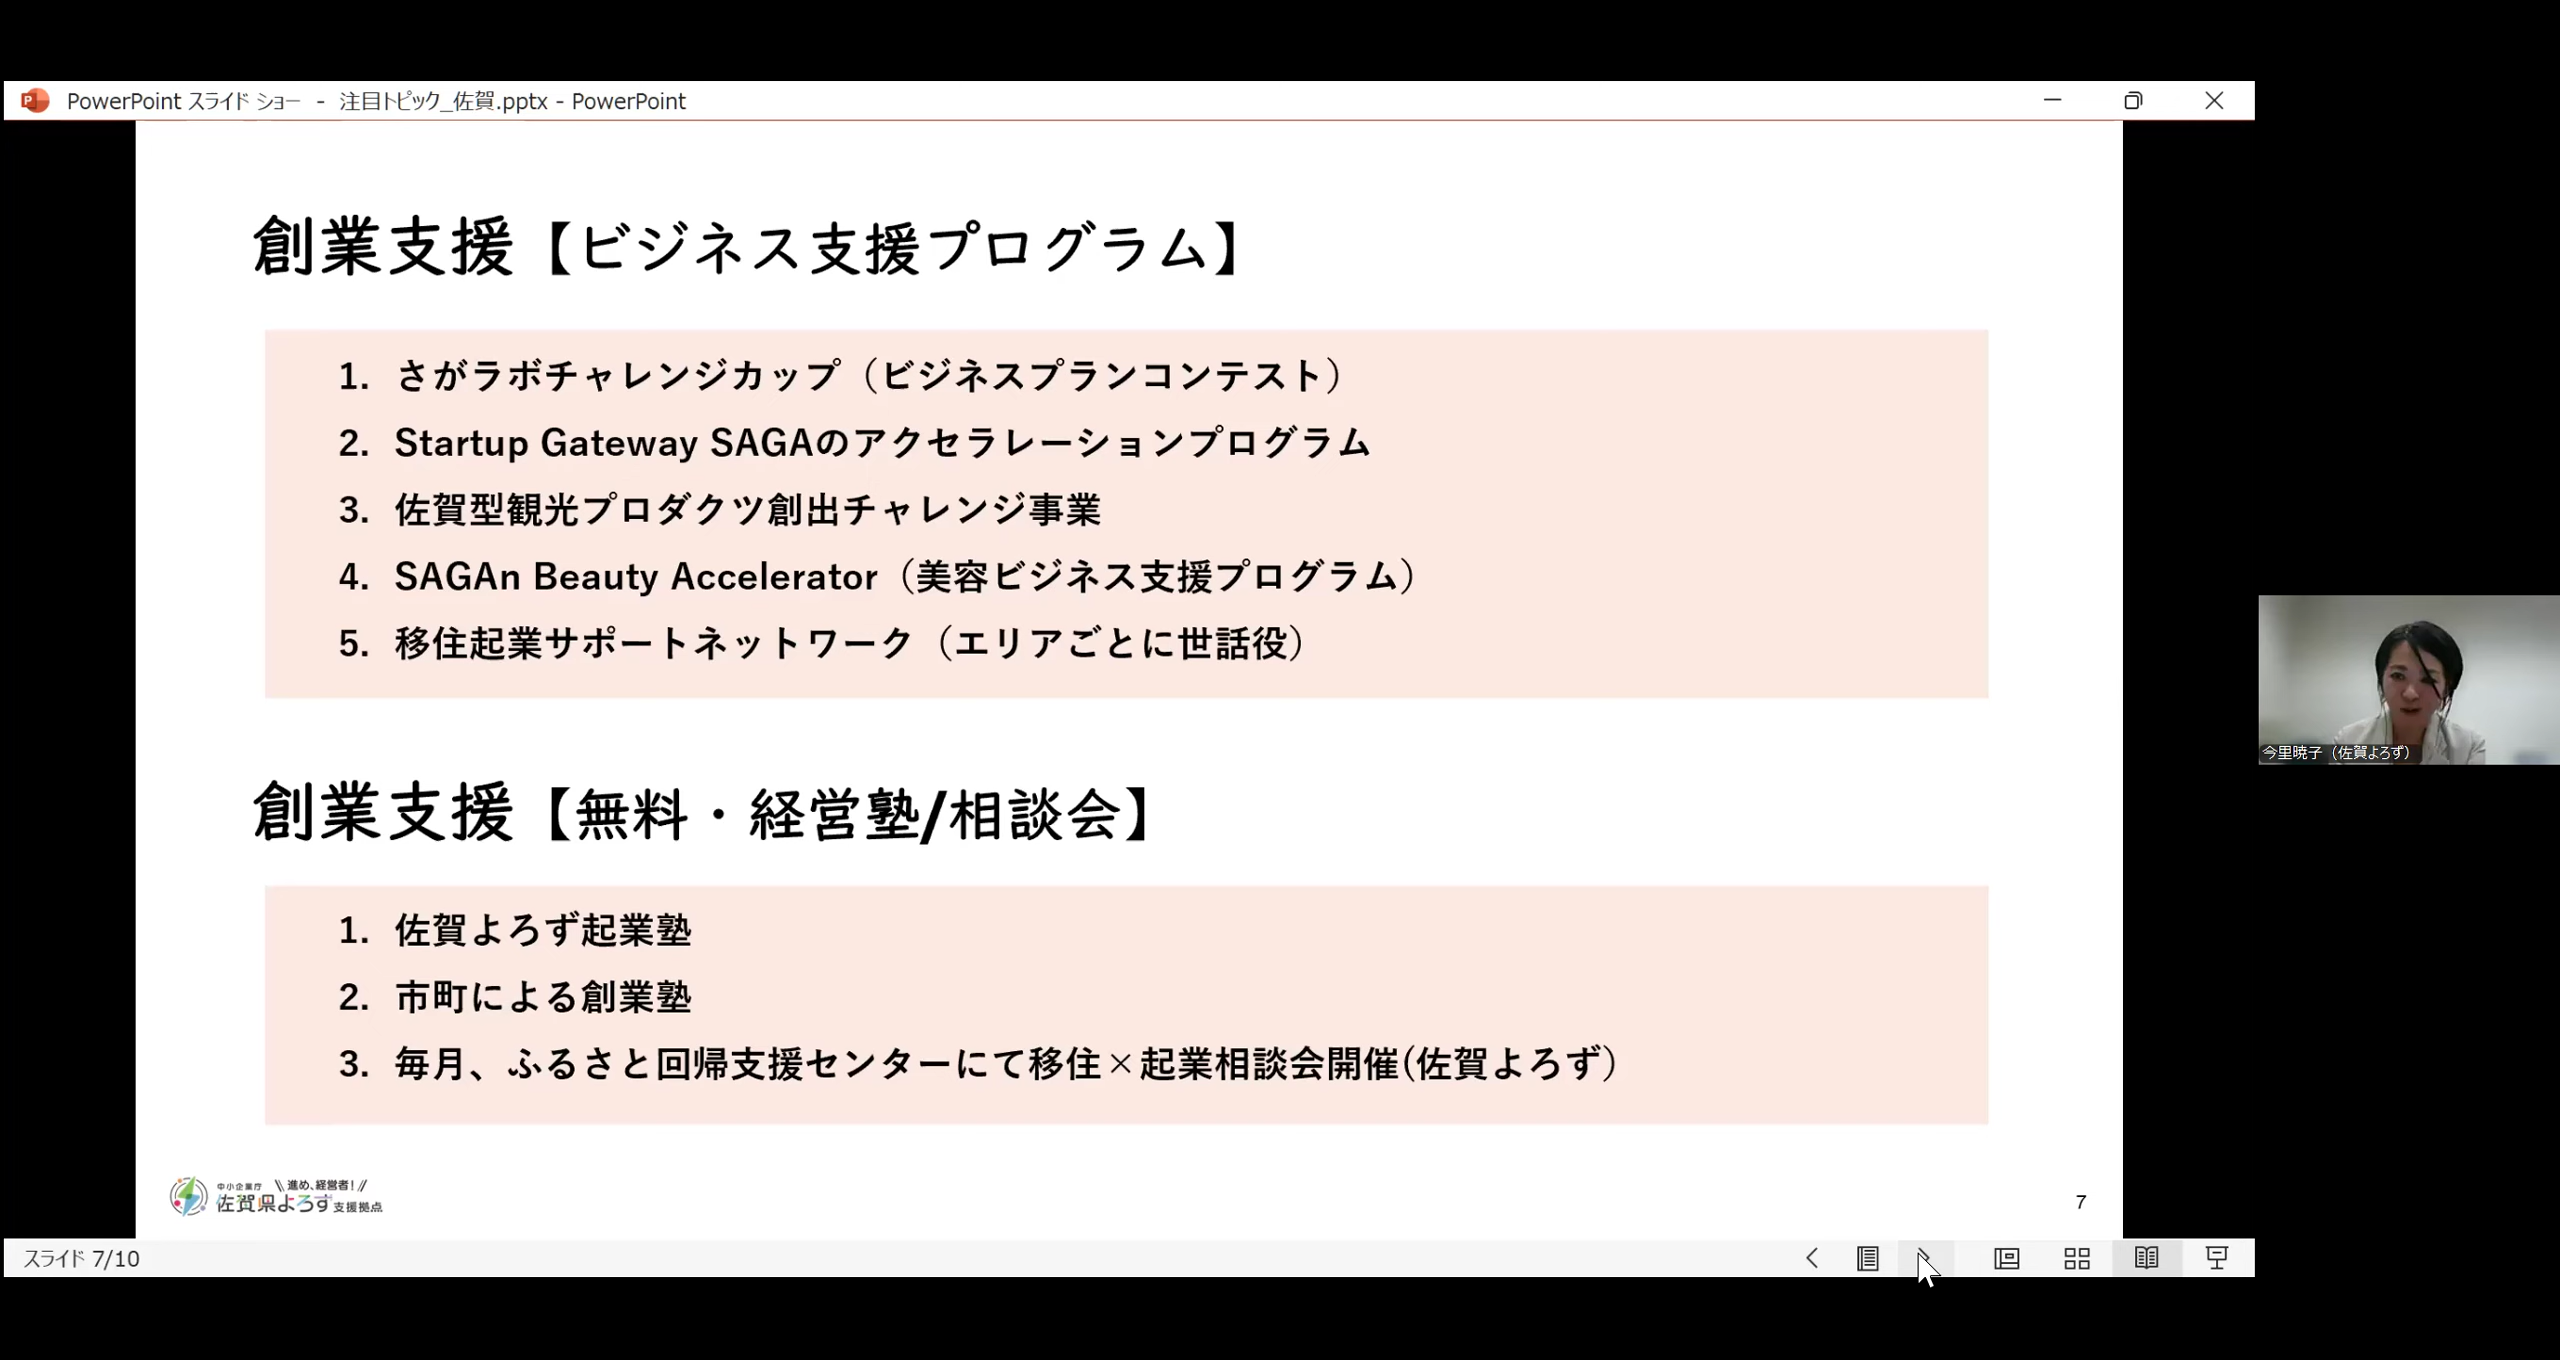 PowerPoint スライド ショー - 注目トピック_佐賀.pptx - PowerPoint
創業支援【ビジネス支援プログラム】
1. さがラボチャレンジカップ（ビジネスプランコンテスト）
2. Startup Gateway SAGAのアクセラレーションプログラム
3. 佐賀型観光プロダクツ創出チャレンジ事業
4. SAGAn Beauty Accelerator（美容ビジネス支援プログラム）
5. 移住起業サポートネットワーク（エリアごとに世話役）
今里暁子（佐賀よろず）
創業支援【無料・経営塾/相談会】
1. 佐賀よろず起業塾
2. 市町による創業塾
3. 毎月、ふるさと回帰支援センターにて移住×起業相談会開催(佐賀よろず）
中小企業庁 \\ 進め、経営者! //
佐賀県よろず支援拠点
7
スライド 7/10